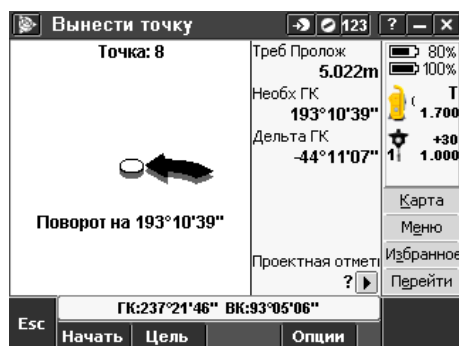 Вынести точку
123
?
80%
100%
T
1.700
+30
1
1.000
Карта
Меню
Избранное
Перейти
Точка: 8
Поворот на 193°10'39"
Треб Пролож
5.022m
Необх ГК
193°10'39"
Дельта ГК
-44°11'07"
Проектная отмет
?
ГК:237°21'46" ВК:93°05'06"
Esc
Начать
Цель
Опции